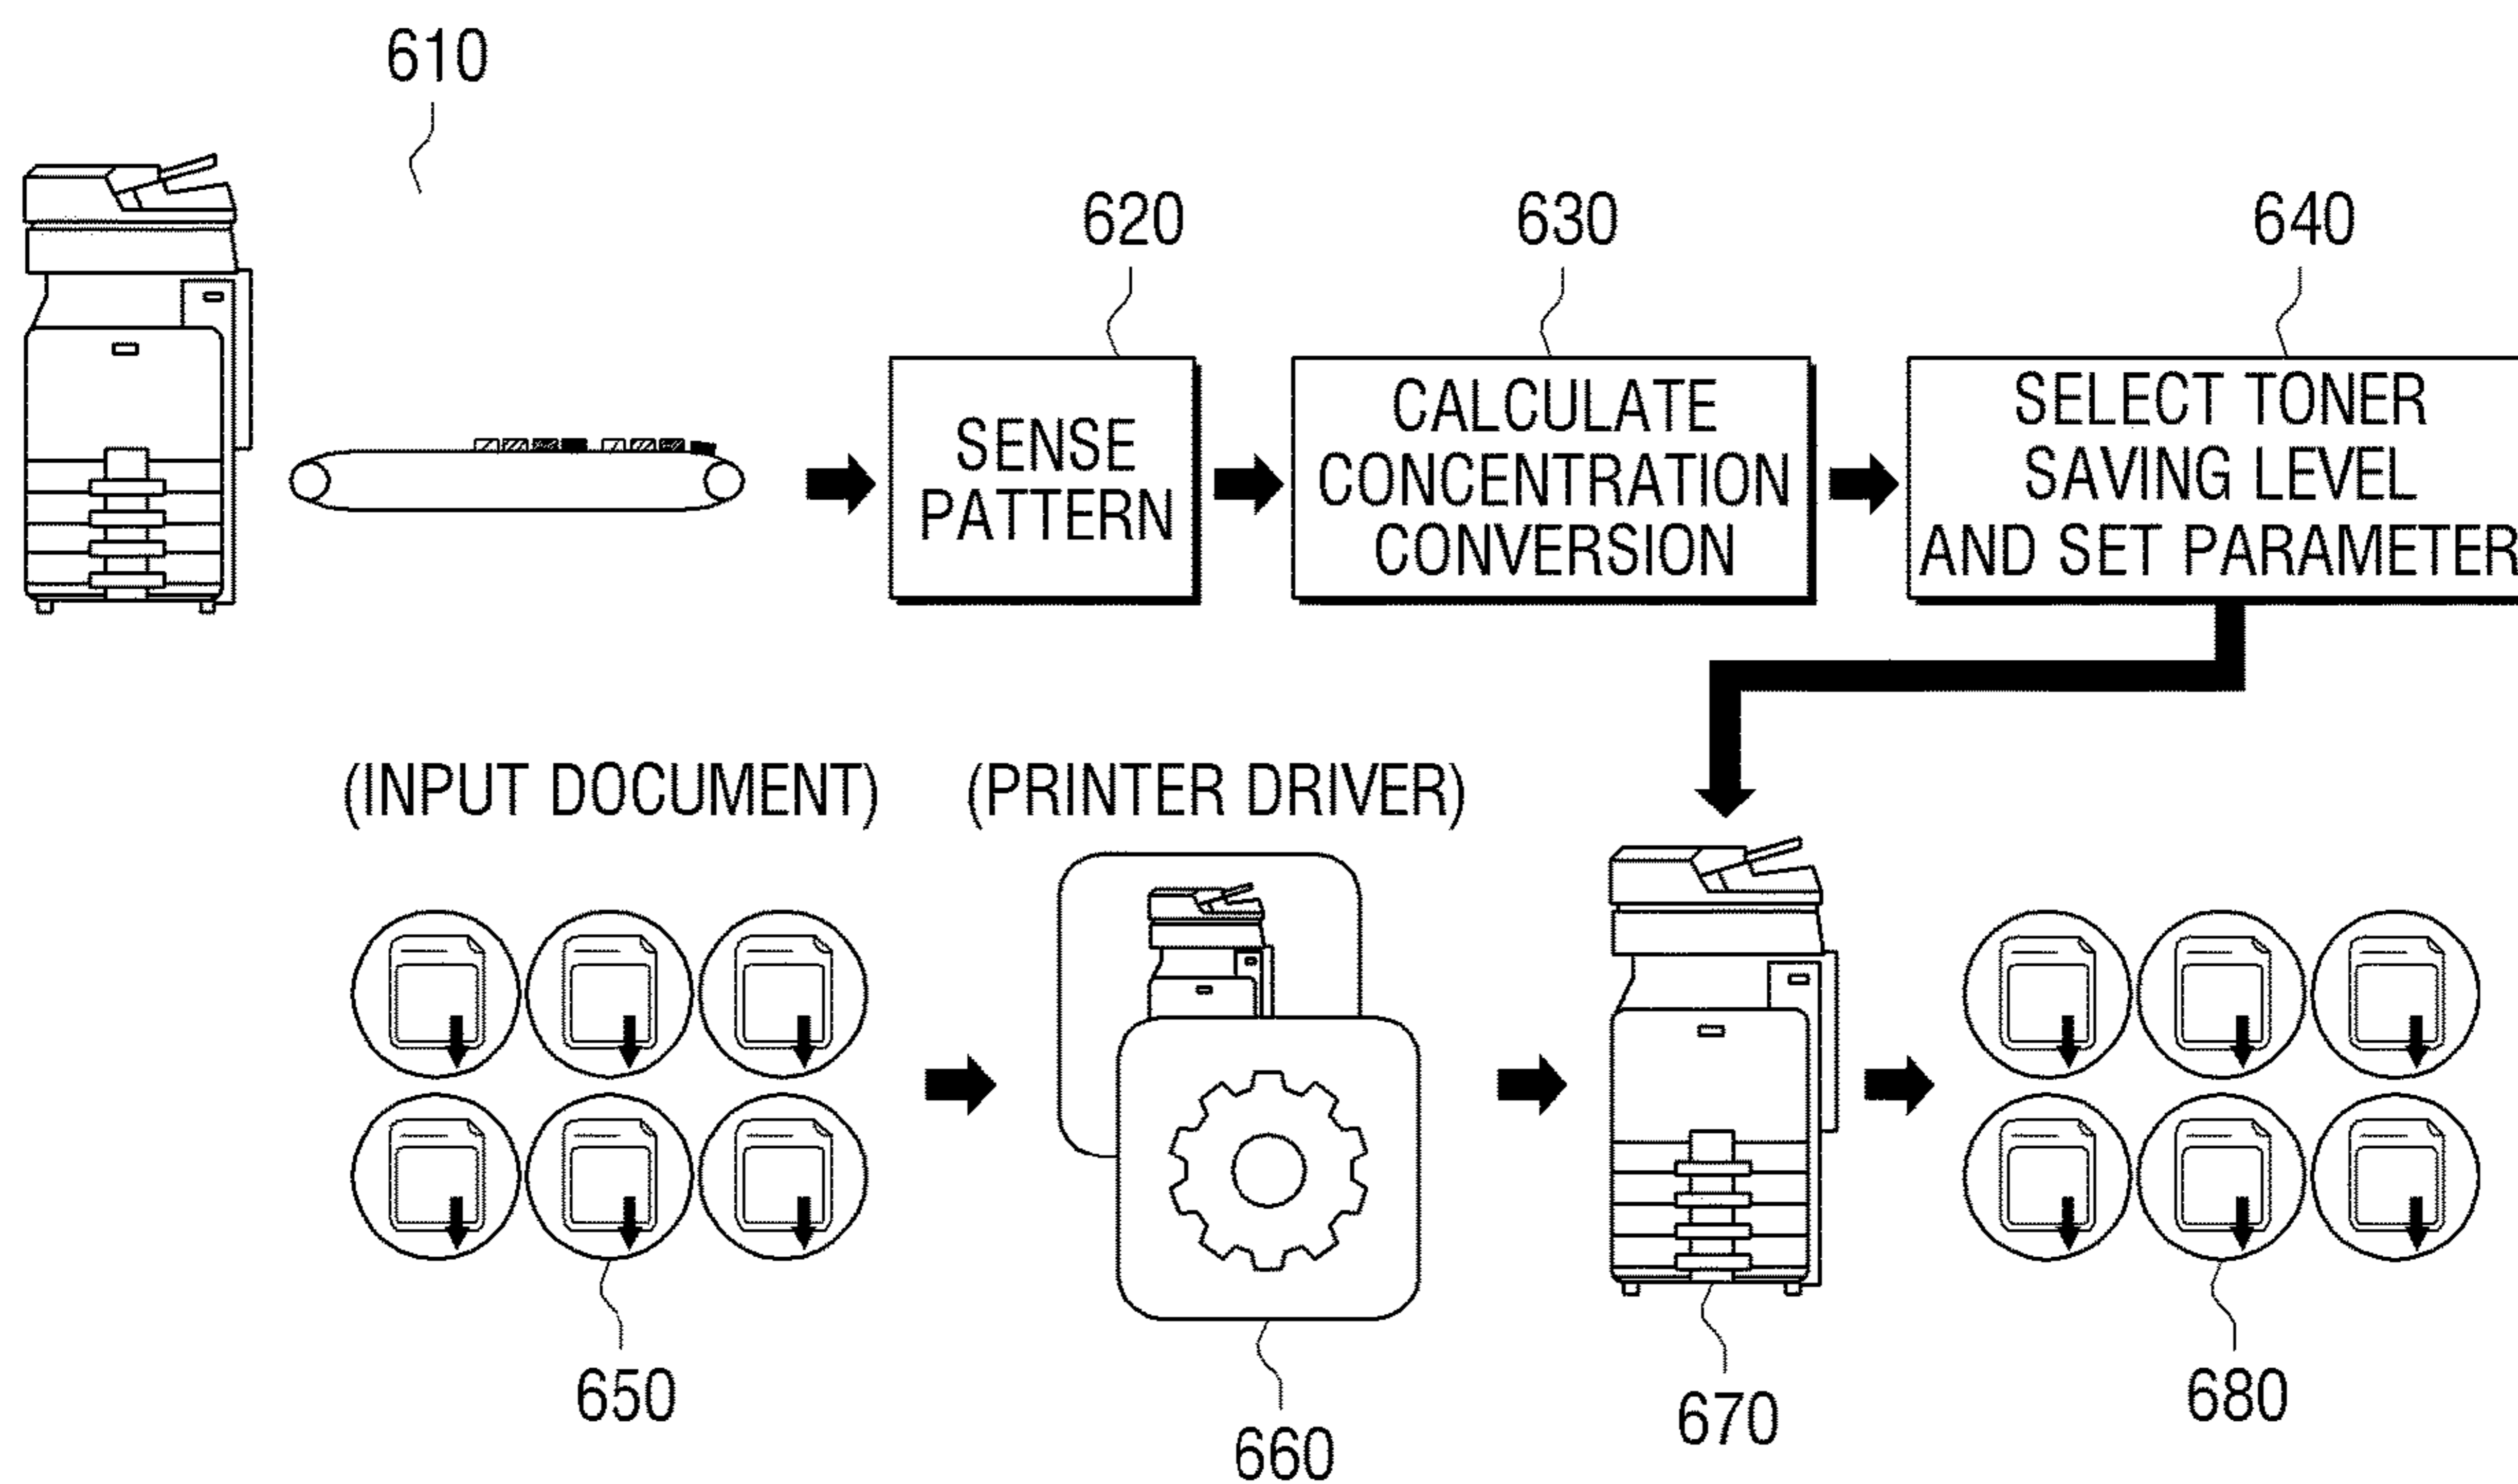 610
620
630
640
SENSE
PATTERN
CALCULATE
CONCENTRATION
CONVERSION
SELECT TONER
SAVING LEVEL
AND SET PARAMETER
(INPUT DOCUMENT)
(PRINTER DRIVER)
650
660
670
680